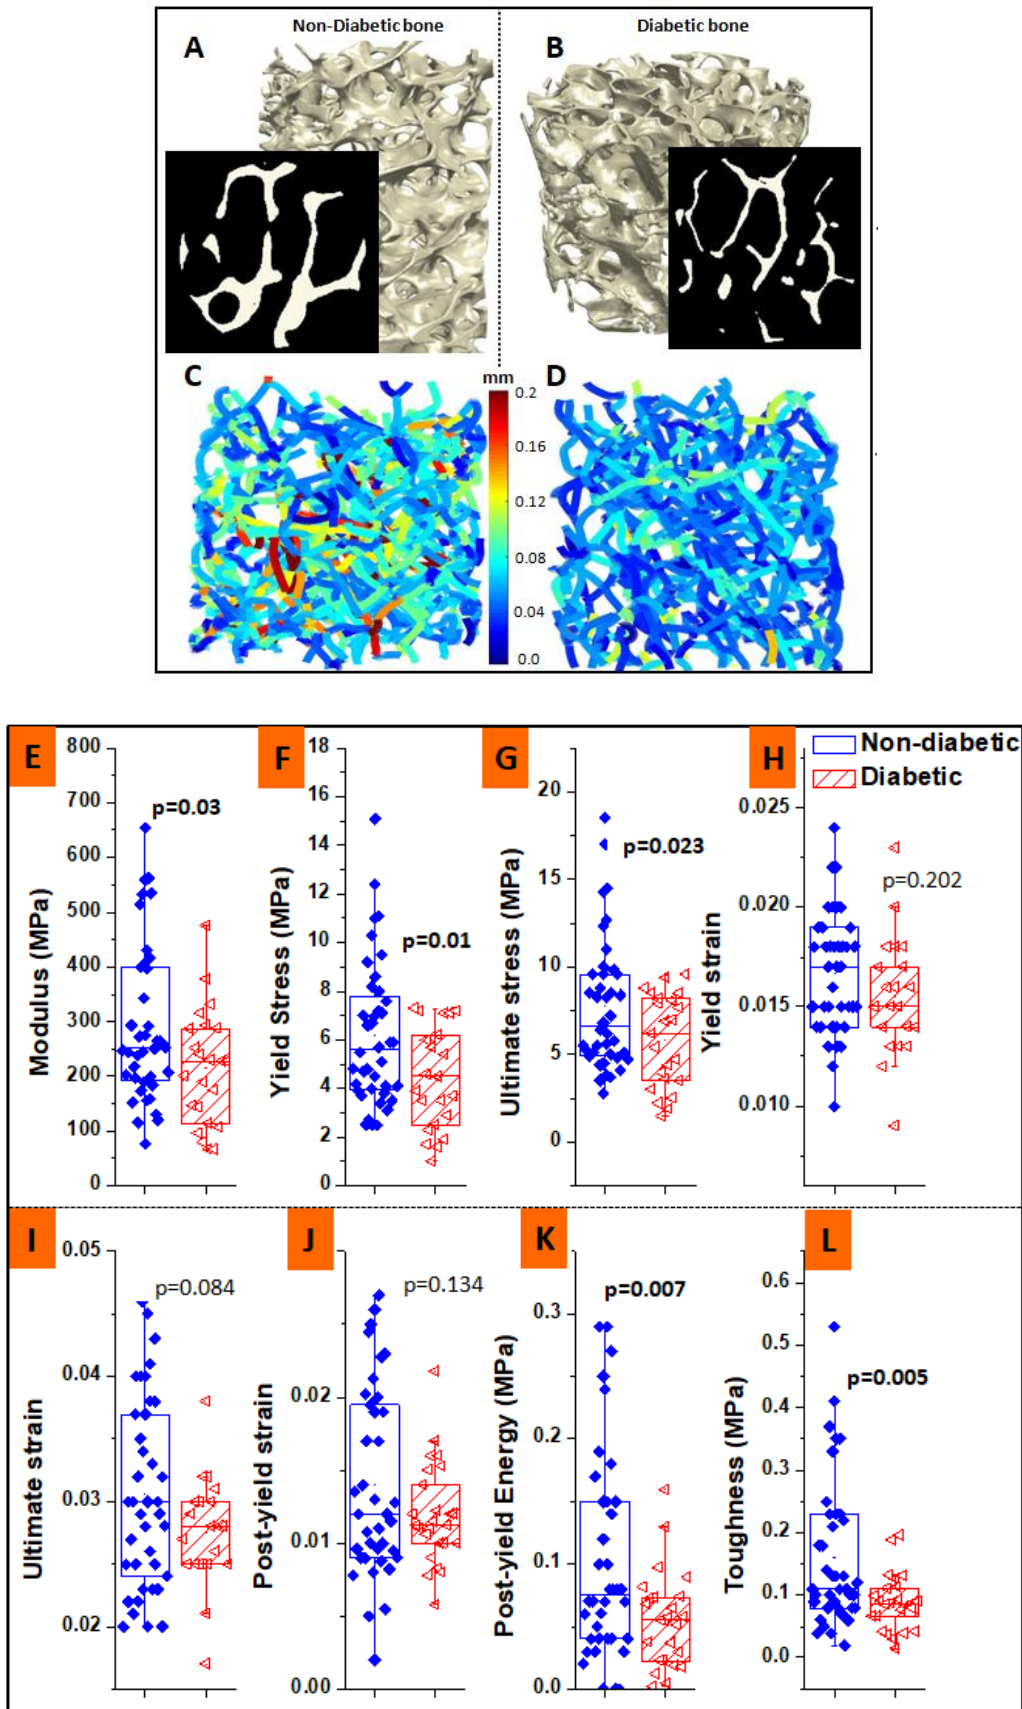 Non-Diabetic bone
Diabetic bone
A
B
C
mm
D
0.2
0.16
0.12
0.08
0.04
0.0
E
Modulus (MPa)
800
700
600
500
400
300
200
100
0
p=0.03
F
Yield Stress (MPa)
18
16
14
12
10
8
6
4
2
0
p=0.01
G
Ultimate stress (MPa)
20
15
10
5
0
p=0.023
H
Yield strain
0.025
0.020
0.015
0.010
Non-diabetic
Diabetic
p=0.202
I
Ultimate strain
0.05
0.04
0.03
0.02
p=0.084
J
Post-yield strain
0.02
0.01
0.00
p=0.134
K
Post-yield Energy (MPa)
0.3
0.2
0.1
0.0
p=0.007
L
Toughness (MPa)
0.6
0.5
0.4
0.3
0.2
0.1
0.0
p=0.005